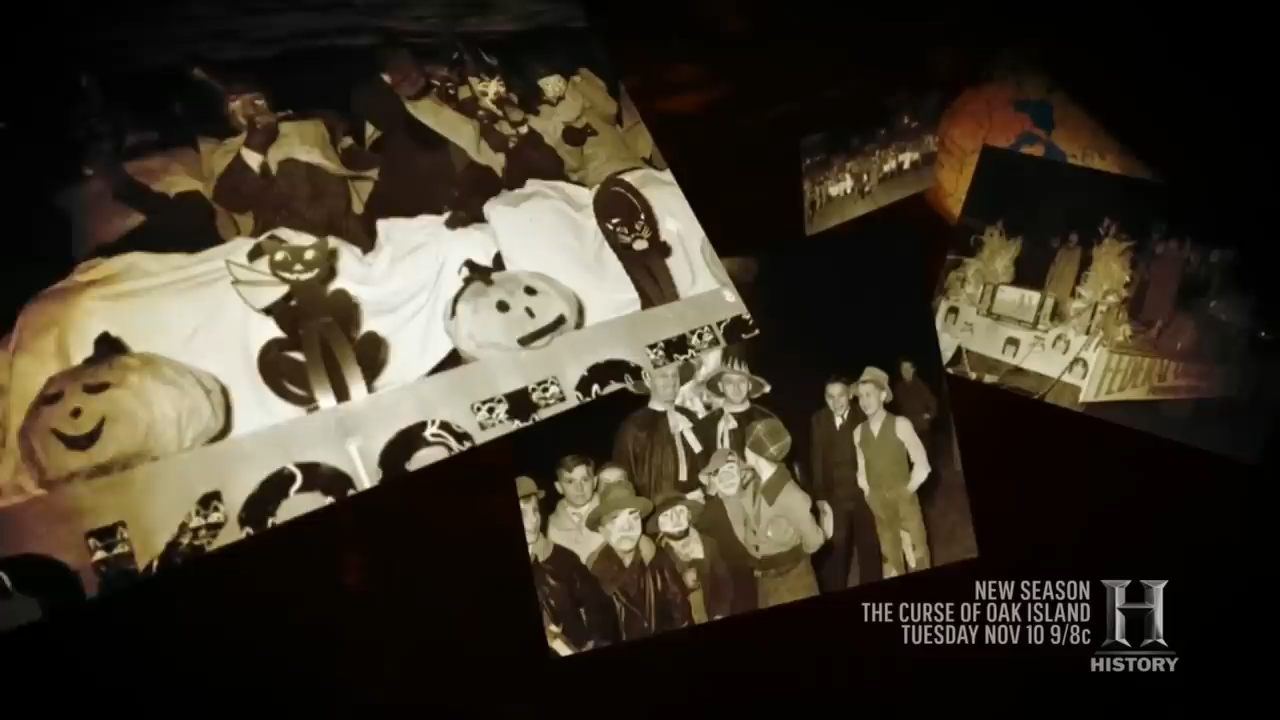 NEW SEASON
THE CURSE OF OAK ISLAND
TUESDAY NOV 10 9/8c
H
HISTORY